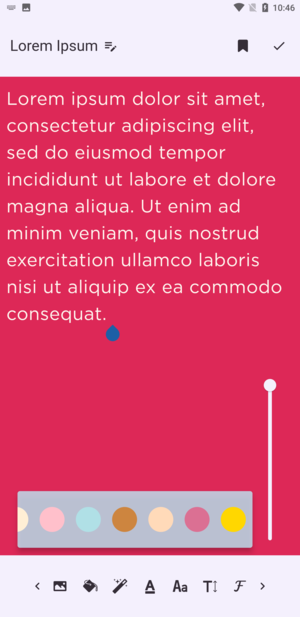 10:46
Lorem Ipsum
Lorem ipsum dolor sit amet,
consectetur adipiscing elit,
sed do eiusmod tempor
incididunt ut labore et dolore
magna aliqua. Ut enim ad
minim veniam, quis nostrud
exercitation ullamco laboris
nisi ut aliquip ex ea commodo
consequat.
A Aa T F